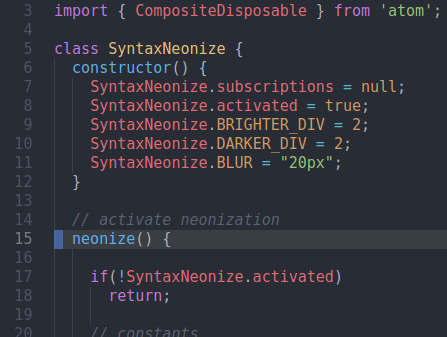 3 import { CompositeDisposable } from 'atom';
4
5 class SyntaxNeonize {
6 constructor() {
7 SyntaxNeonize.subscriptions = null;
8 SyntaxNeonize.activated = true;
9 SyntaxNeonize.BRIGHTER_DIV = 2;
10 SyntaxNeonize.DARKER_DIV = 2;
11 SyntaxNeonize.BLUR = "20px";
12 }
13
14 // activate neonization
15 neonize() {
16
17 if(!SyntaxNeonize.activated)
18 return;
19
20 // constants